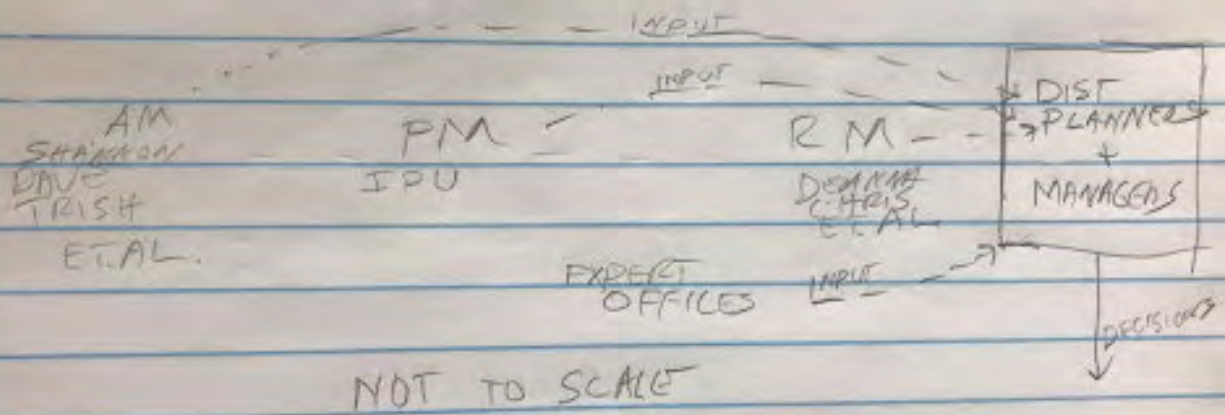 INPUT
INPUT
AM
SHANNON
DAVE
TRISH
ET.AL.
PM
IPU
RM
DEANNA
CHRIS
ET AL
DIST
PLANNERS
+
MANAGERS
EXPERT
OFFICES
INPUT
DECISIONS
NOT TO SCALE